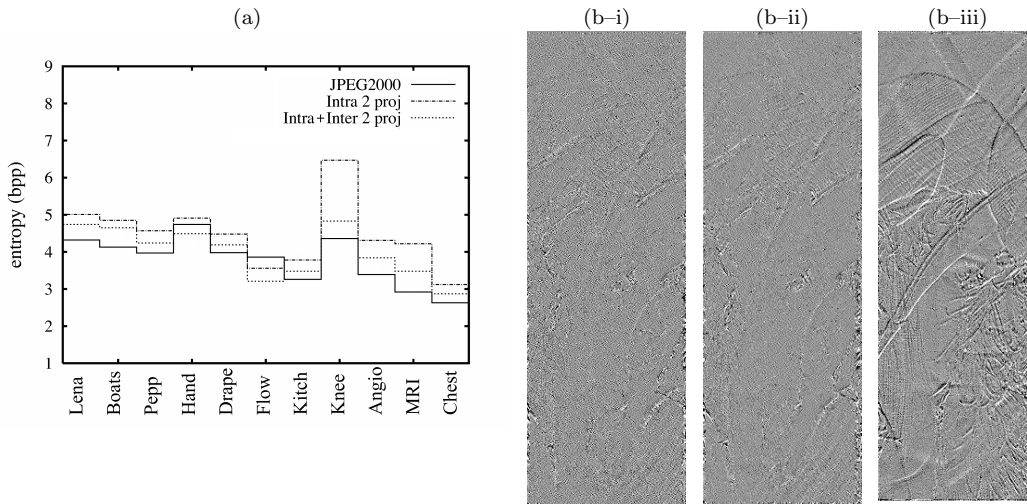 (a)
(b–i)
(b–ii)
(b–iii)
9
8
7
6
5
4
3
2
1
entropy (bpp)
JPEG2000
Intra 2 proj
Intra+Inter 2 proj
Lena
Boats
Pepp
Hand
Drape
Flow
Kitch
Knee
Angio
MRI
Chest